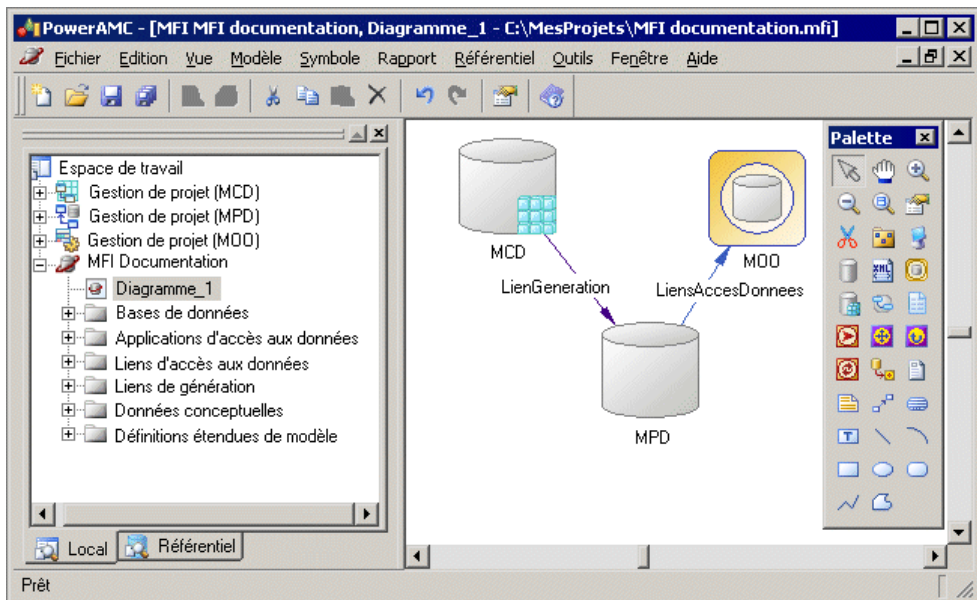 PowerAMC - [MFI MFI documentation, Diagramme_1 - C:\MesProjets\MFI documentation.mfi]
Fichier Edition Vue Modèle Symbole Rapport Référentiel Outils Fenêtre Aide
Espace de travail
Gestion de projet (MCD)
Gestion de projet (MPD)
Gestion de projet (MOO)
MFI Documentation
Diagramme_1
Bases de données
Applications d'accès aux données
Liens d'accès aux données
Liens de génération
Données conceptuelles
Définitions étendues de modèle
Local Référentiel
MCD
LienGeneration
MOO
LiensAccesDonnees
MPD
Palette
XML
T
Prêt